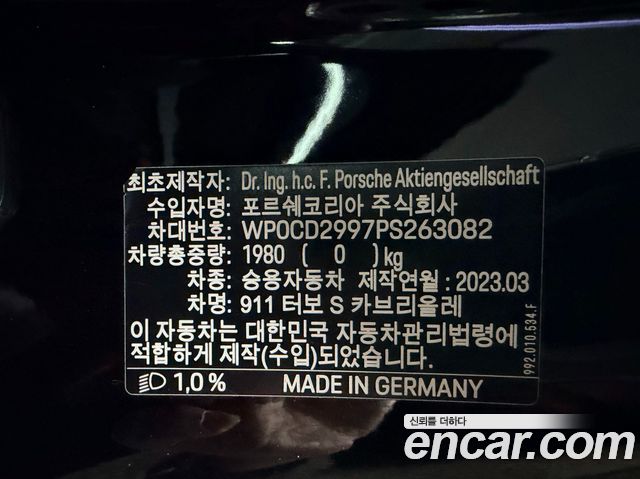 최초제작자: Dr. Ing. h.c. F. Porsche Aktiengesellschaft
수입자명: 포르쉐코리아 주식회사
차대번호: WP0CD2997PS263082
차량총중량: 1980 ( 0 ) kg
차종: 승용자동차 제작연월: 2023.03
차명: 911 터보 S 카브리올레
이 자동차는 대한민국 자동차관리법령에
적합하게 제작(수입)되었습니다.
1,0% MADE IN GERMANY
992.010.534.F
신뢰를 더하다
encar.com